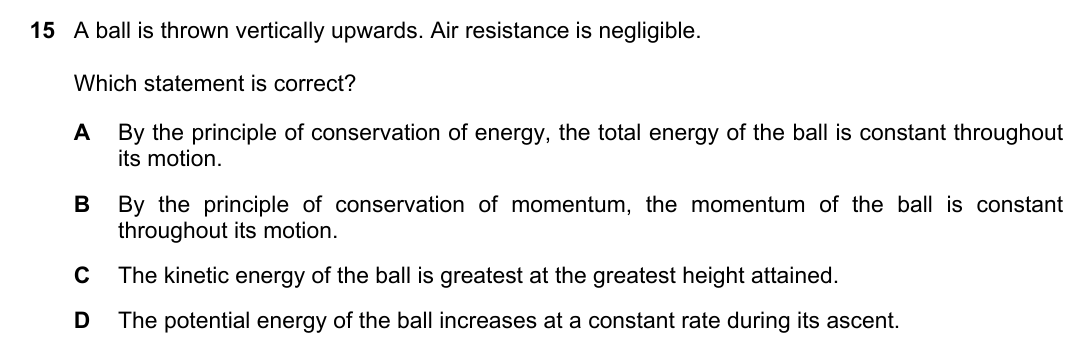 15 A ball is thrown vertically upwards. Air resistance is negligible.
Which statement is correct?
A By the principle of conservation of energy, the total energy of the ball is constant throughout
its motion.
B By the principle of conservation of momentum, the momentum of the ball is constant
throughout its motion.
C The kinetic energy of the ball is greatest at the greatest height attained.
D The potential energy of the ball increases at a constant rate during its ascent.